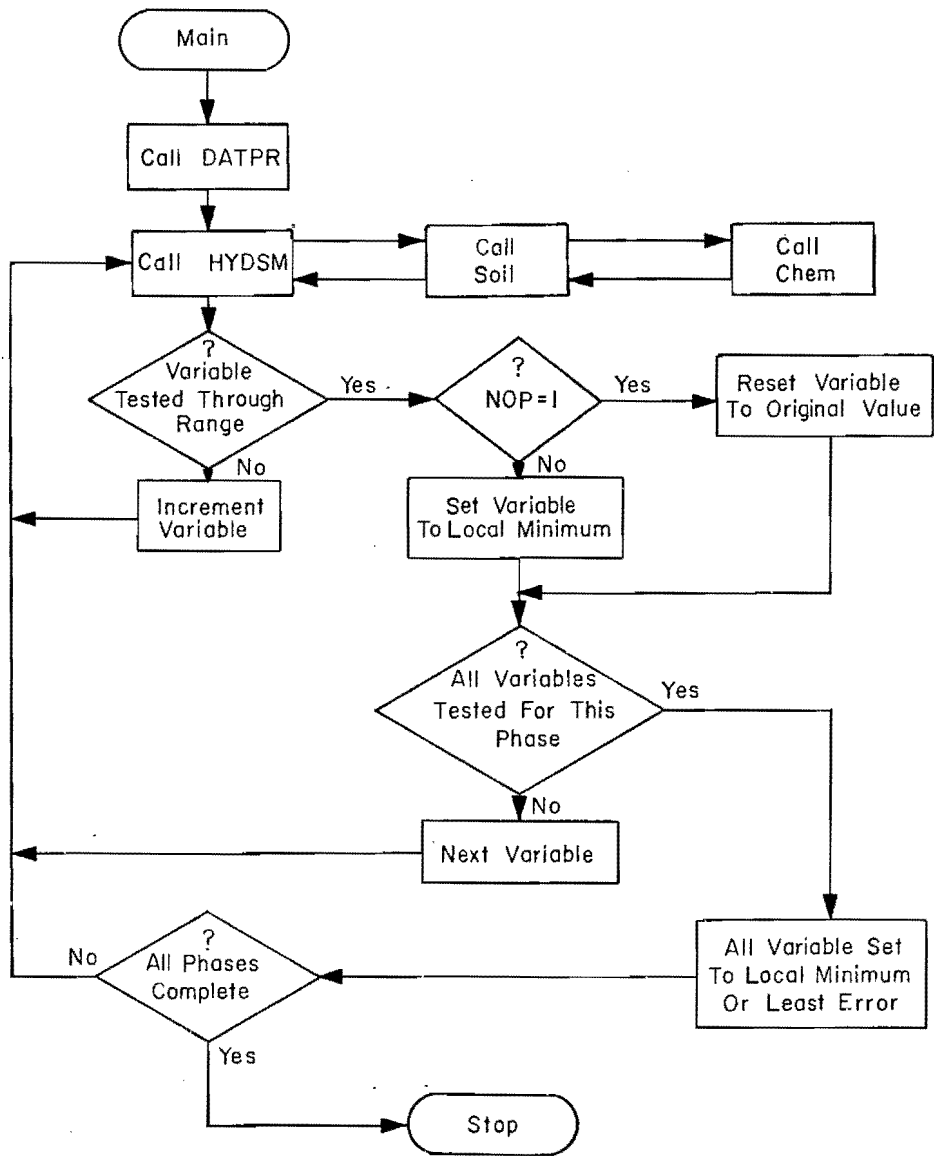 Main
Call DATPR
Call HYDSM
Call
Soil
Call
Chem
?
Variable
Tested Through
Range
Yes
?
NOP=1
Yes
Reset Variable
To Original Value
No
Increment
Variable
No
Set Variable
To Local Minimum
?
All Variables
Tested For This
Phase
Yes
No
Next Variable
All Variable Set
To Local Minimum
Or Least Error
?
All Phases
Complete
No
Yes
Stop